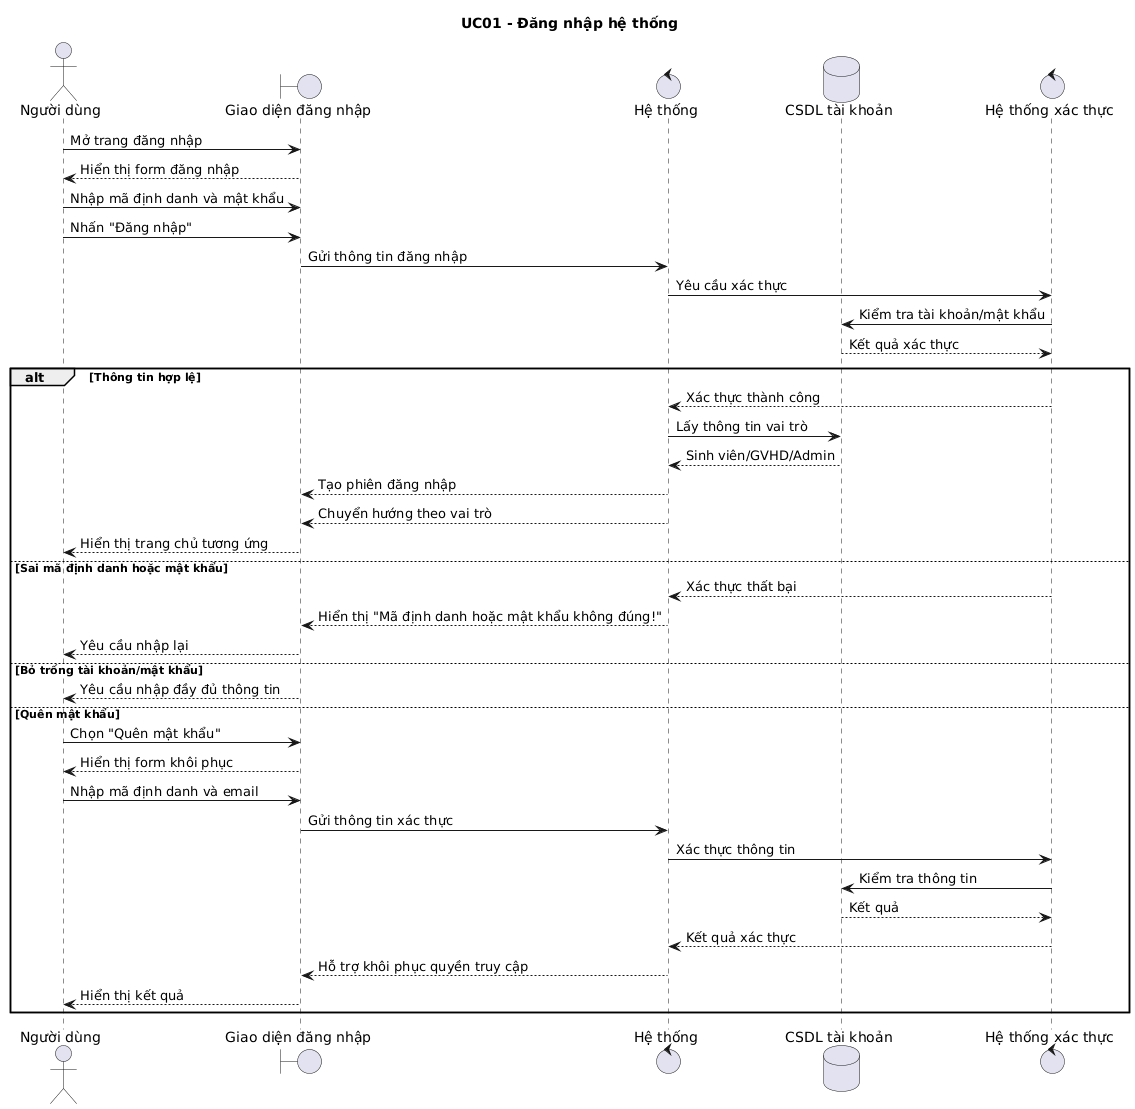 UC01 - Đăng nhập hệ thống
Người dùng
Giao diện đăng nhập
Hệ thống
CSDL tài khoản
Hệ thống xác thực
Mở trang đăng nhập
Hiển thị form đăng nhập
Nhập mã định danh và mật khẩu
Nhấn "Đăng nhập"
Gửi thông tin đăng nhập
Yêu cầu xác thực
Kiểm tra tài khoản/mật khẩu
Kết quả xác thực
alt [Thông tin hợp lệ]
Xác thực thành công
Lấy thông tin vai trò
Sinh viên/GVHD/Admin
Tạo phiên đăng nhập
Chuyển hướng theo vai trò
Hiển thị trang chủ tương ứng
[Sai mã định danh hoặc mật khẩu]
Xác thực thất bại
Hiển thị "Mã định danh hoặc mật khẩu không đúng!"
Yêu cầu nhập lại
[Bỏ trống tài khoản/mật khẩu]
Yêu cầu nhập đầy đủ thông tin
[Quên mật khẩu]
Chọn "Quên mật khẩu"
Hiển thị form khôi phục
Nhập mã định danh và email
Gửi thông tin xác thực
Xác thực thông tin
Kiểm tra thông tin
Kết quả
Kết quả xác thực
Hỗ trợ khôi phục quyền truy cập
Hiển thị kết quả
Người dùng
Giao diện đăng nhập
Hệ thống
CSDL tài khoản
Hệ thống xác thực